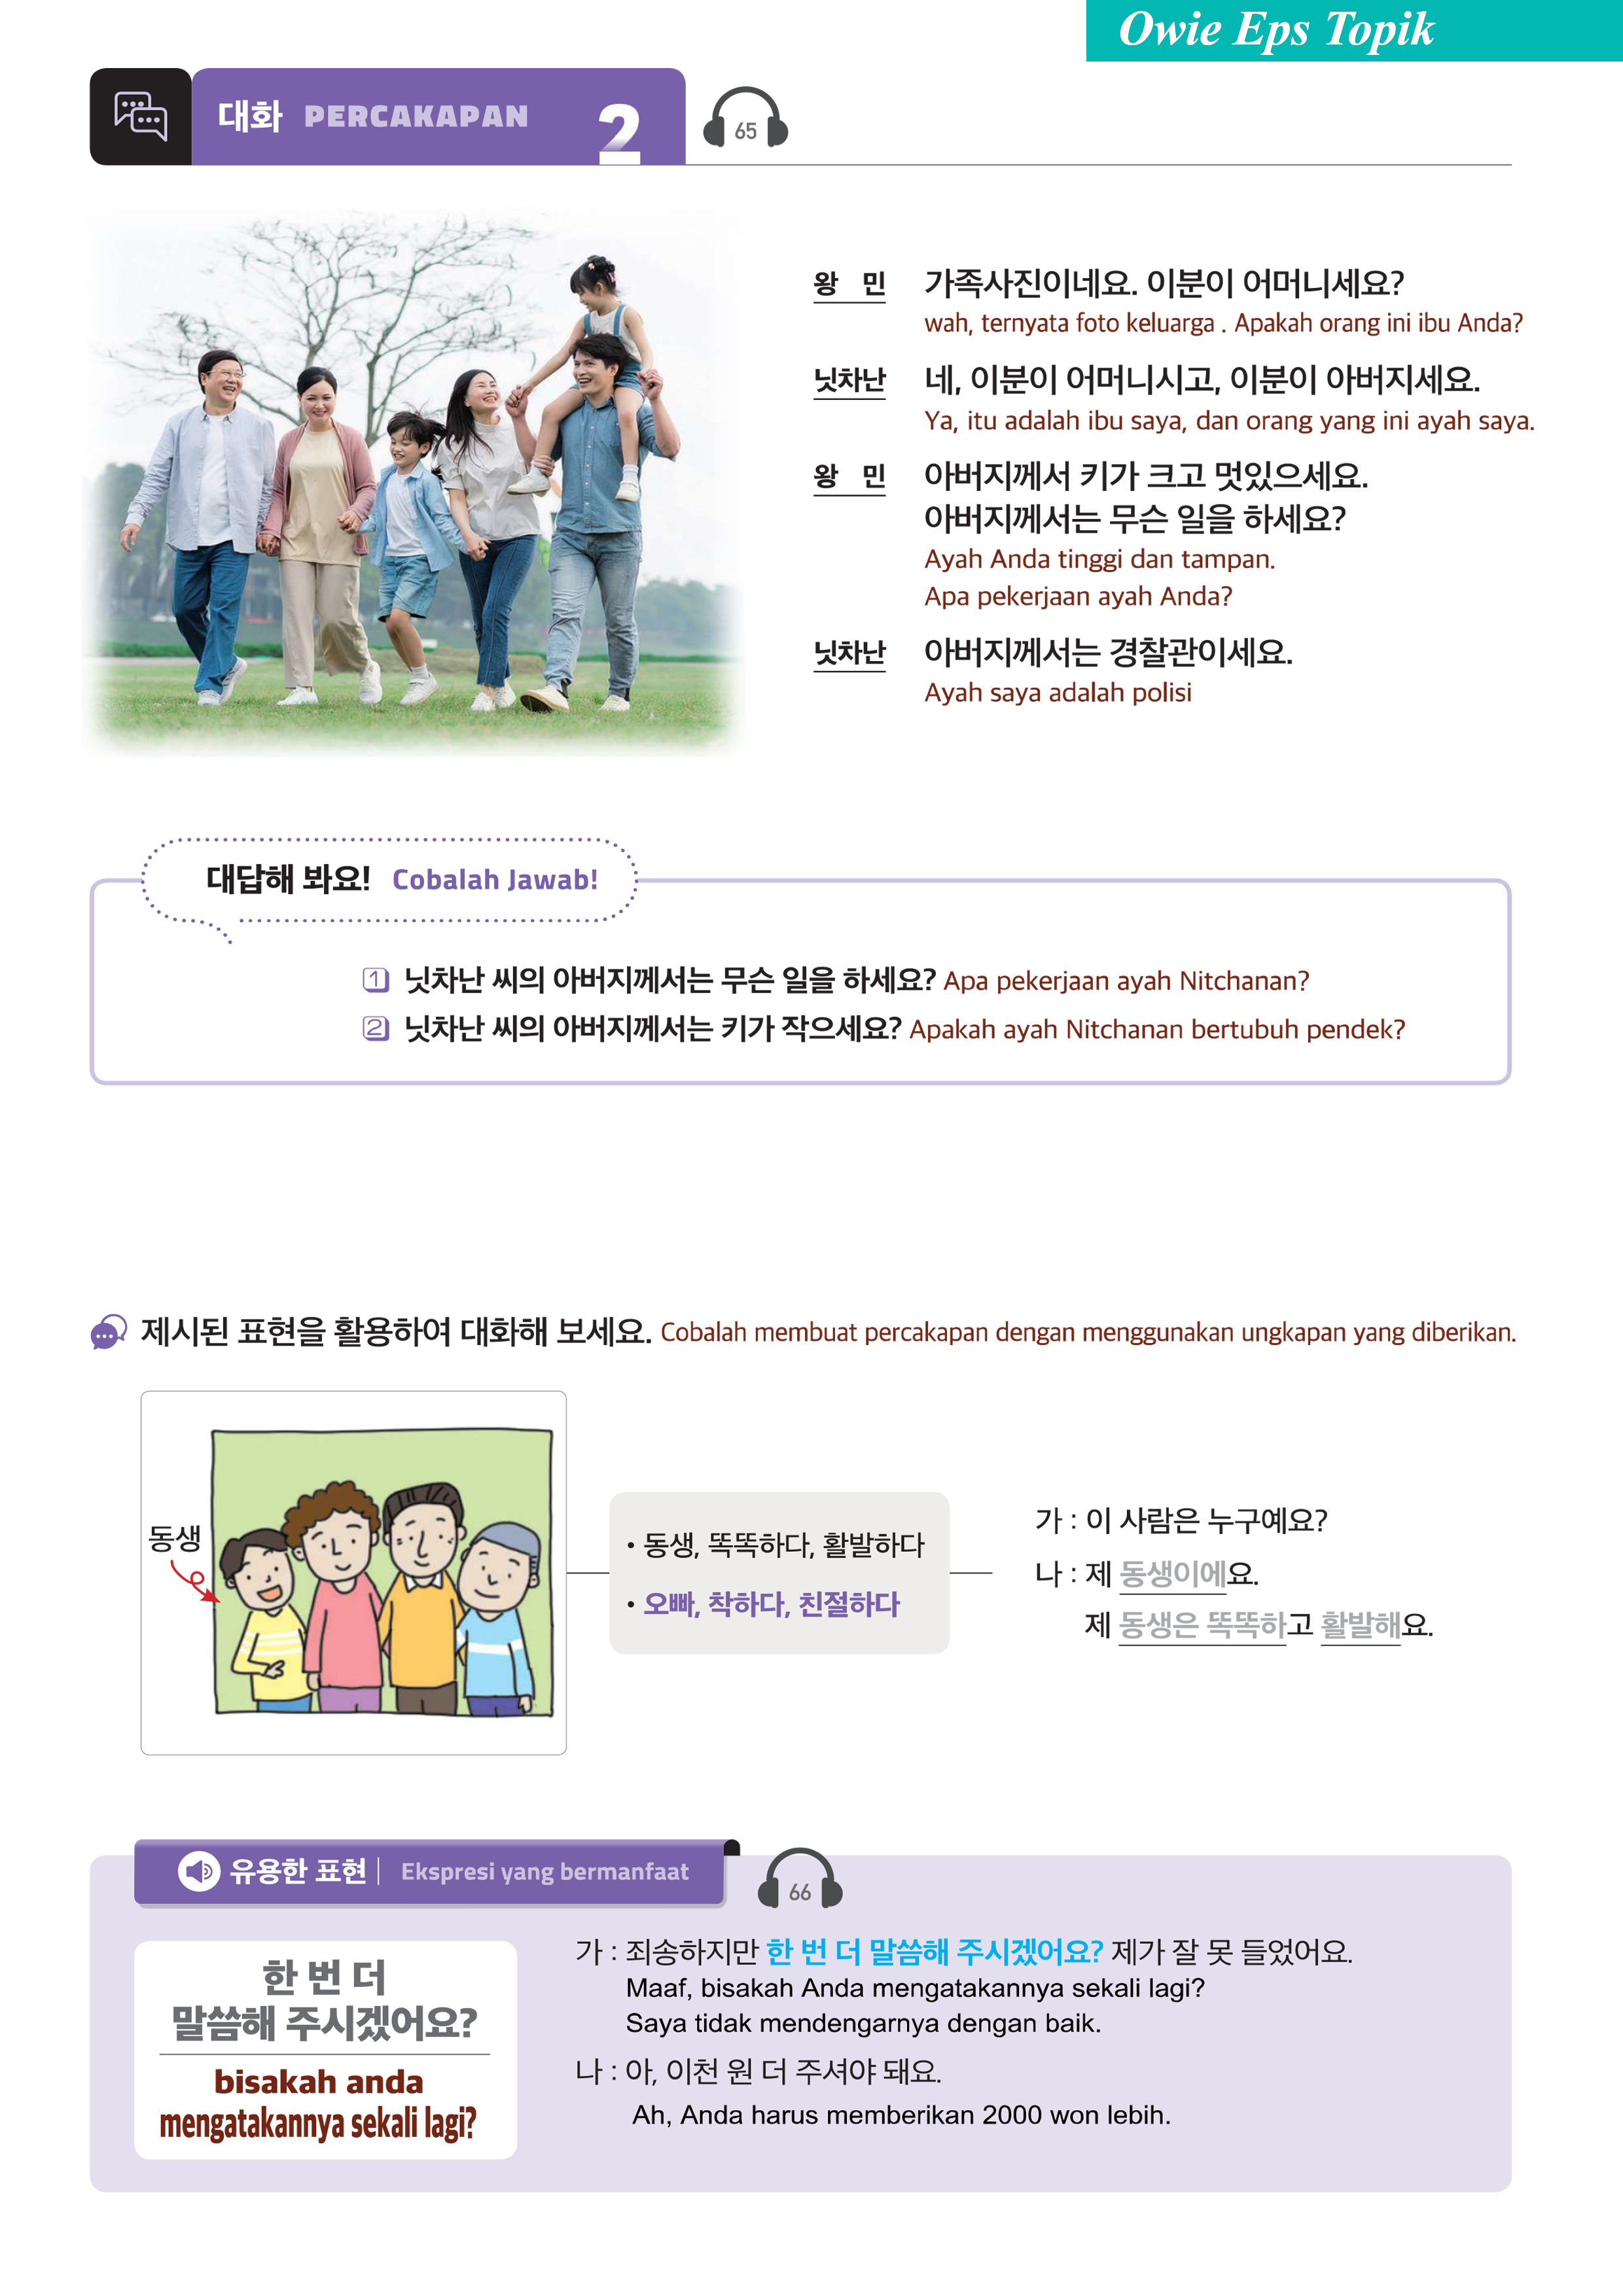 Owie Eps Topik
대화 PERCAKAPAN 2 65
왕 민 가족사진이네요. 이분이 어머니세요?
wah, ternyata foto keluarga . Apakah orang ini ibu Anda?
닛차난 네, 이분이 어머니시고, 이분이 아버지세요.
Ya, itu adalah ibu saya, dan orang yang ini ayah saya.
왕 민 아버지께서 키가 크고 멋있으세요.
아버지께서는 무슨 일을 하세요?
Ayah Anda tinggi dan tampan.
Apa pekerjaan ayah Anda?
닛차난 아버지께서는 경찰관이세요.
Ayah saya adalah polisi
대답해 봐요! Cobalah Jawab!
1 닛차난 씨의 아버지께서는 무슨 일을 하세요? Apa pekerjaan ayah Nitchanan?
2 닛차난 씨의 아버지께서는 키가 작으세요? Apakah ayah Nitchanan bertubuh pendek?
제시된 표현을 활용하여 대화해 보세요. Cobalah membuat percakapan dengan menggunakan ungkapan yang diberikan.
동생
• 동생, 똑똑하다, 활발하다
• 오빠, 착하다, 친절하다
가 : 이 사람은 누구예요?
나 : 제 동생이에요.
제 동생은 똑똑하고 활발해요.
유용한 표현 | Ekspresi yang bermanfaat 66
한 번 더
말씀해 주시겠어요?
bisakah anda
mengatakannya sekali lagi?
가 : 죄송하지만 한 번 더 말씀해 주시겠어요? 제가 잘 못 들었어요.
Maaf, bisakah Anda mengatakannya sekali lagi?
Saya tidak mendengarnya dengan baik.
나 : 아, 이천 원 더 주셔야 돼요.
Ah, Anda harus memberikan 2000 won lebih.